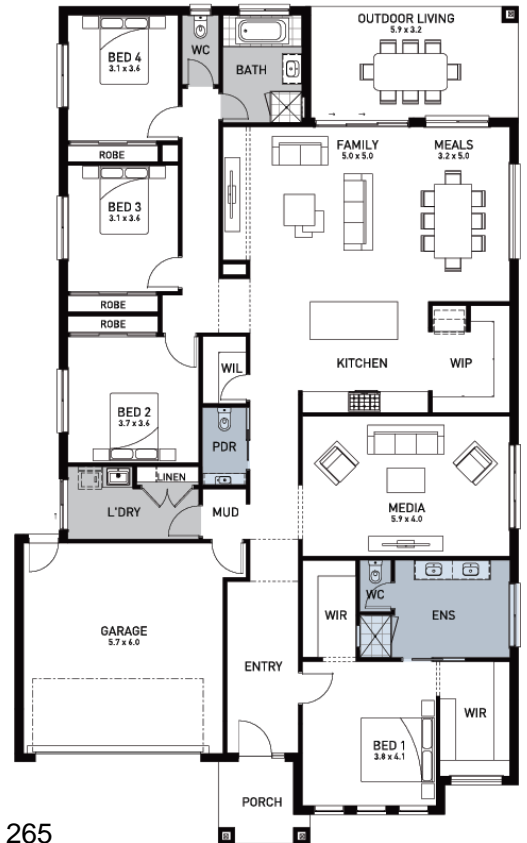 OUTDOOR LIVING
5.9 x 3.2
BED 4
3.1 x 3.6
WC
BATH
ROBE
FAMILY
5.0 x 5.0
MEALS
3.2 x 5.0
BED 3
3.1 x 3.6
ROBE
ROBE
WIL
KITCHEN
WIP
BED 2
3.7 x 3.6
PDR
LINEN
L'DRY
MUD
MEDIA
5.9 x 4.0
WC
WIR
ENS
GARAGE
5.7 x 6.0
ENTRY
WIR
BED 1
3.8 x 4.1
PORCH
265